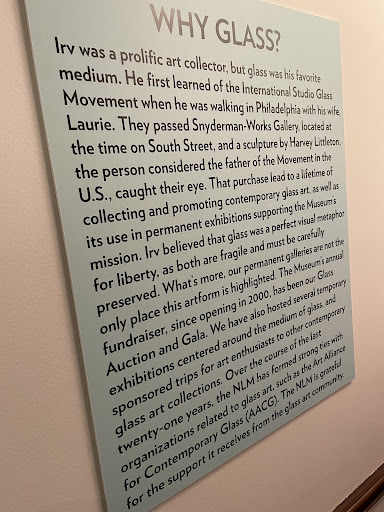 WHY GLASS?
Irv was a prolific art collector, but glass was his favorite
medium. He first learned of the International Studio Glass
Movement when he was walking in Philadelphia with his wife,
Laurie. They passed Snyderman-Works Gallery, located at
the time on South Street, and a sculpture by Harvey Littleton,
the person considered the father of the Movement in the
U.S., caught their eye. That purchase lead to a lifetime of
collecting and promoting contemporary glass art, as well as
its use in permanent exhibitions supporting the Museum's
mission. Irv believed that glass was a perfect visual metaphor
for liberty, as both are fragile and must be carefully
preserved. What's more, our permanent galleries are not the
only place this artform is highlighted. The Museum's annual
fundraiser, since opening in 2000, has been our Glass
Auction and Gala. We have also hosted several temporary
exhibitions centered around the medium of glass, and
sponsored trips for art enthusiasts to other contemporary
glass art collections. Over the course of the last
twenty-one years, the NLM has formed strong ties with
organizations related to glass art, such as the Art Alliance
for Contemporary Glass (AACG). The NLM is grateful
for the support it receives from the glass art community.